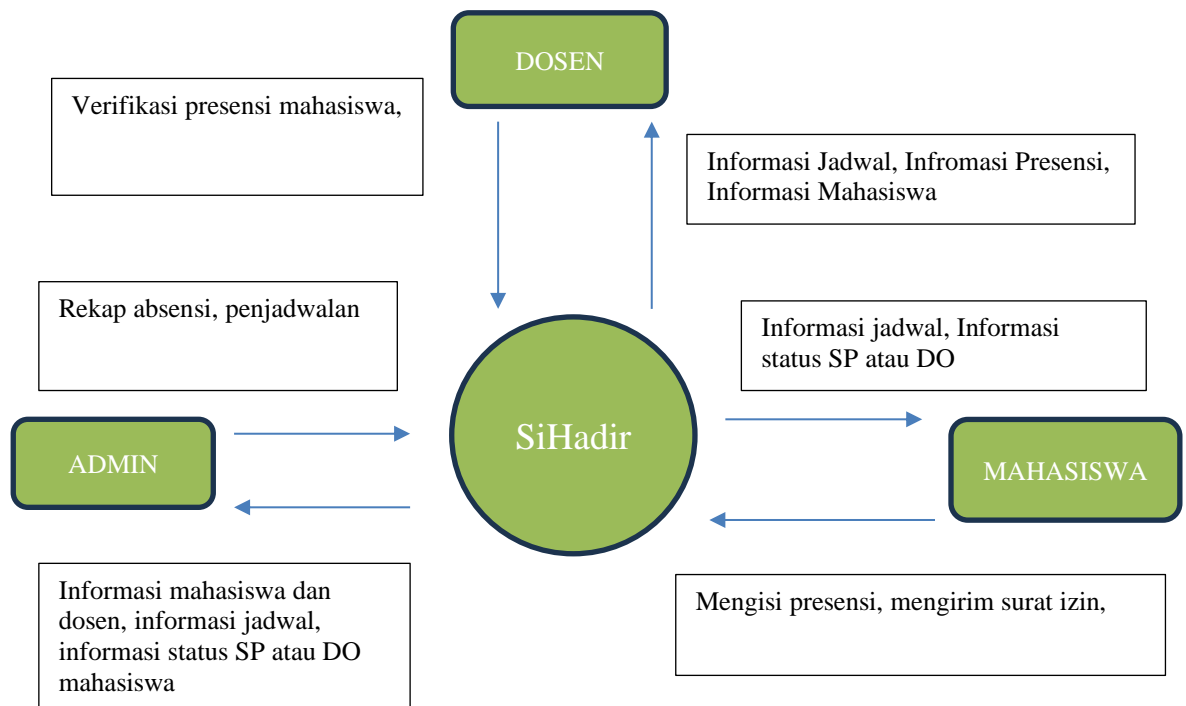 DOSEN
Verifikasi presensi mahasiswa,
Informasi Jadwal, Infromasi Presensi,
Informasi Mahasiswa
Rekap absensi, penjadwalan
Informasi jadwal, Informasi
status SP atau DO
SiHadir
ADMIN
MAHASISWA
Informasi mahasiswa dan
dosen, informasi jadwal,
informasi status SP atau DO
mahasiswa
Mengisi presensi, mengirim surat izin,